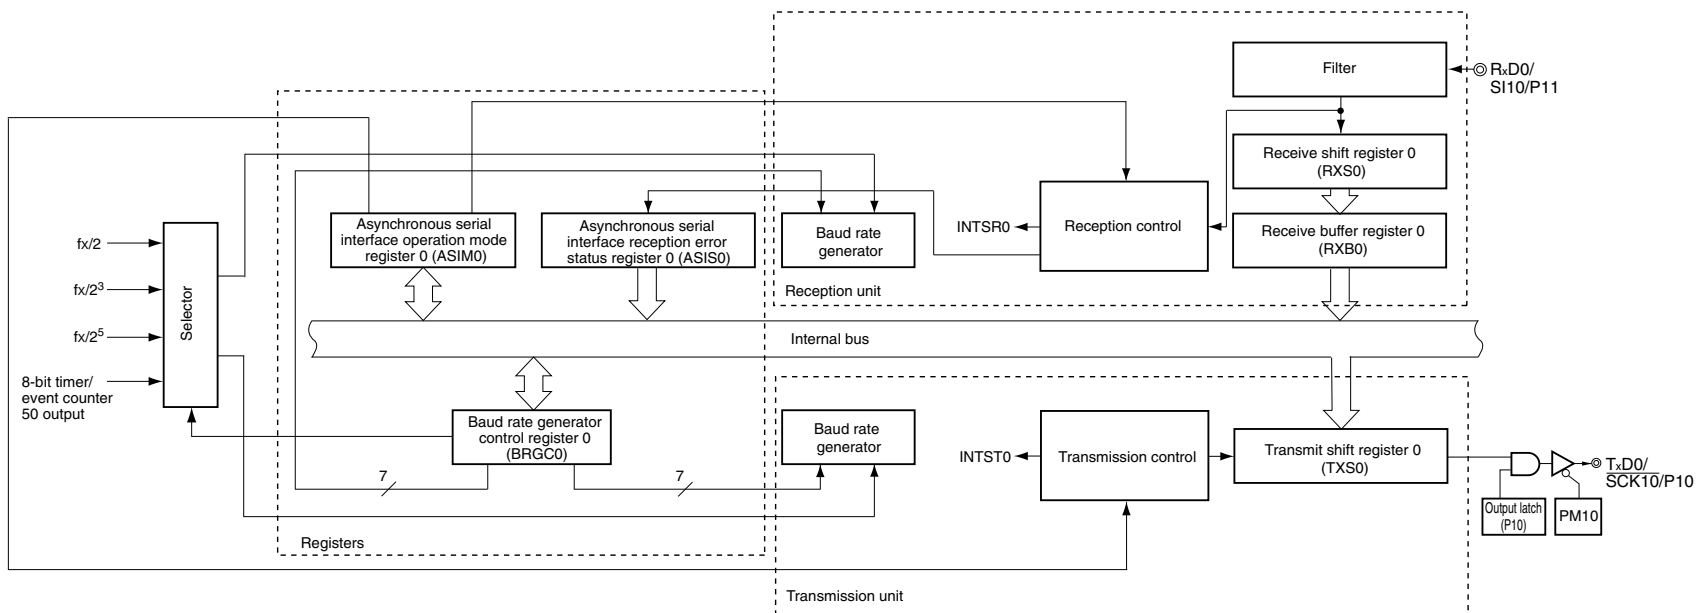 Filter
RxD0/
SI10/P11
Receive shift register 0
(RXS0)
Asynchronous serial
interface operation mode
register 0 (ASIM0)
Asynchronous serial
interface reception error
status register 0 (ASIS0)
Baud rate
generator
INTSR0
Reception control
Receive buffer register 0
(RXB0)
Reception unit
fx/2
fx/2³
fx/2⁵
8-bit timer/
event counter
50 output
Selector
Internal bus
Baud rate generator
control register 0
(BRGC0)
7
7
Baud rate
generator
INTST0
Transmission control
Transmit shift register 0
(TXS0)
TxD0/
SCK10/P10
Output latch
(P10)
PM10
Registers
Transmission unit